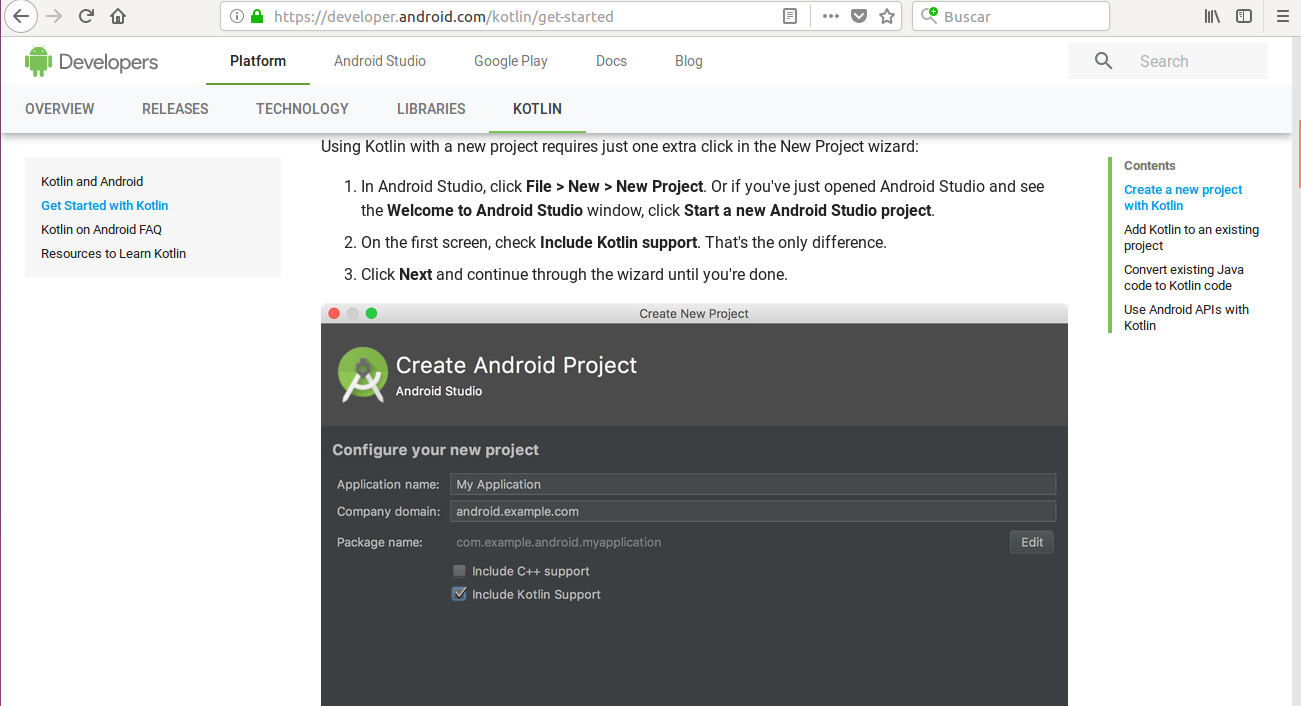 https://developer.android.com/kotlin/get-started
Buscar
Developers
Platform
Android Studio
Google Play
Docs
Blog
Search
OVERVIEW
RELEASES
TECHNOLOGY
LIBRARIES
KOTLIN
Kotlin and Android
Get Started with Kotlin
Kotlin on Android FAQ
Resources to Learn Kotlin
Using Kotlin with a new project requires just one extra click in the New Project wizard:
1. In Android Studio, click File > New > New Project. Or if you've just opened Android Studio and see
the Welcome to Android Studio window, click Start a new Android Studio project.
2. On the first screen, check Include Kotlin support. That's the only difference.
3. Click Next and continue through the wizard until you're done.
Create New Project
Create Android Project
Android Studio
Configure your new project
Application name: My Application
Company domain: android.example.com
Package name: com.example.android.myapplication
Edit
Include C++ support
Include Kotlin Support
Contents
Create a new project
with Kotlin
Add Kotlin to an existing
project
Convert existing Java
code to Kotlin code
Use Android APIs with
Kotlin